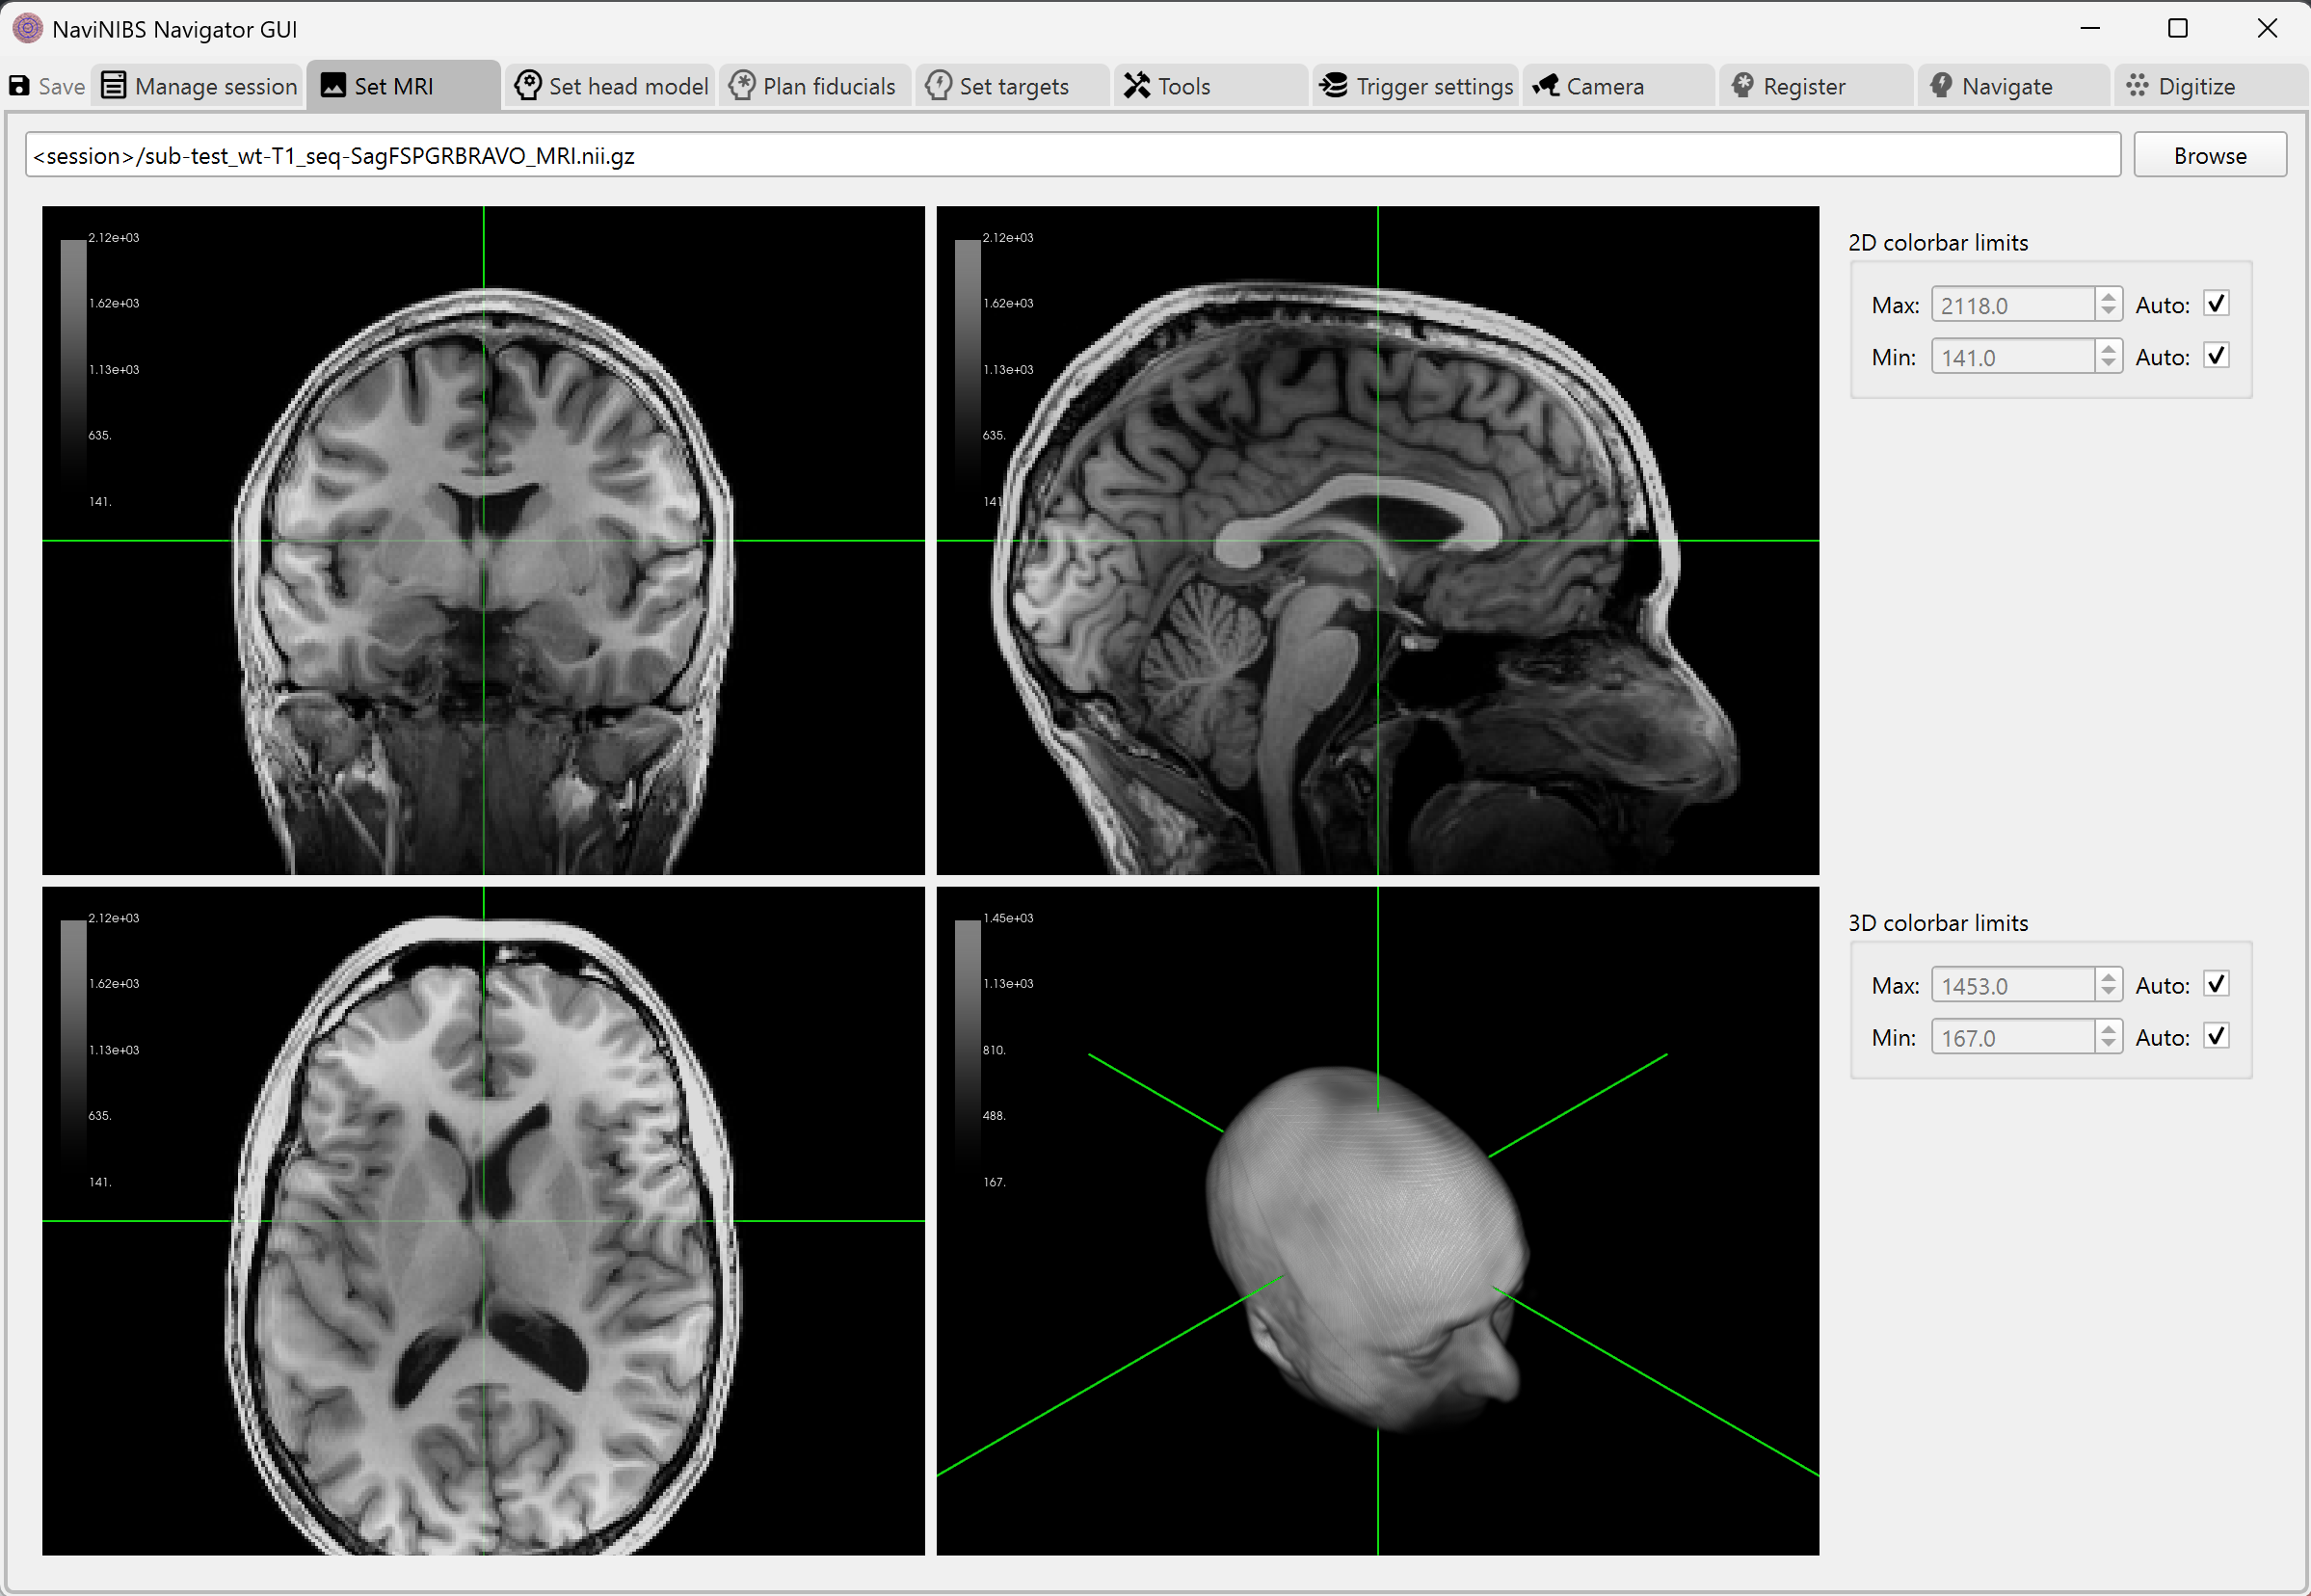 NaviNIBS Navigator GUI
Save Manage session Set MRI Set head model Plan fiducials Set targets Tools Trigger settings Camera Register Navigate Digitize
<session>/sub-test_wt-T1_seq-SagFSPGRBRAVO_MRI.nii.gz Browse
2.12e+03
1.62e+03
1.13e+03
635.
141.
2.12e+03
1.62e+03
1.13e+03
635.
141
2D colorbar limits
Max: 2118.0 Auto:
Min: 141.0 Auto:
2.12e+03
1.62e+03
1.13e+03
635.
141.
1.45e+03
1.13e+03
810.
488.
167.
3D colorbar limits
Max: 1453.0 Auto:
Min: 167.0 Auto: